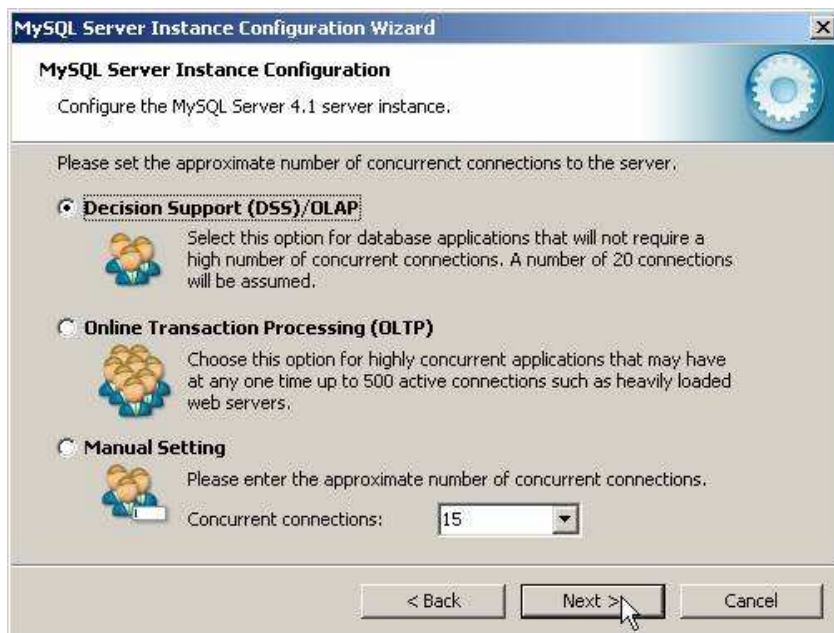 MySQL Server Instance Configuration Wizard
MySQL Server Instance Configuration
Configure the MySQL Server 4.1 server instance.
Please set the approximate number of concurrenct connections to the server.
Decision Support (DSS)/OLAP
Select this option for database applications that will not require a
high number of concurrent connections. A number of 20 connections
will be assumed.
Online Transaction Processing (OLTP)
Choose this option for highly concurrent applications that may have
at any one time up to 500 active connections such as heavily loaded
web servers.
Manual Setting
Please enter the approximate number of concurrent connections.
Concurrent connections: 15
< Back Next > Cancel